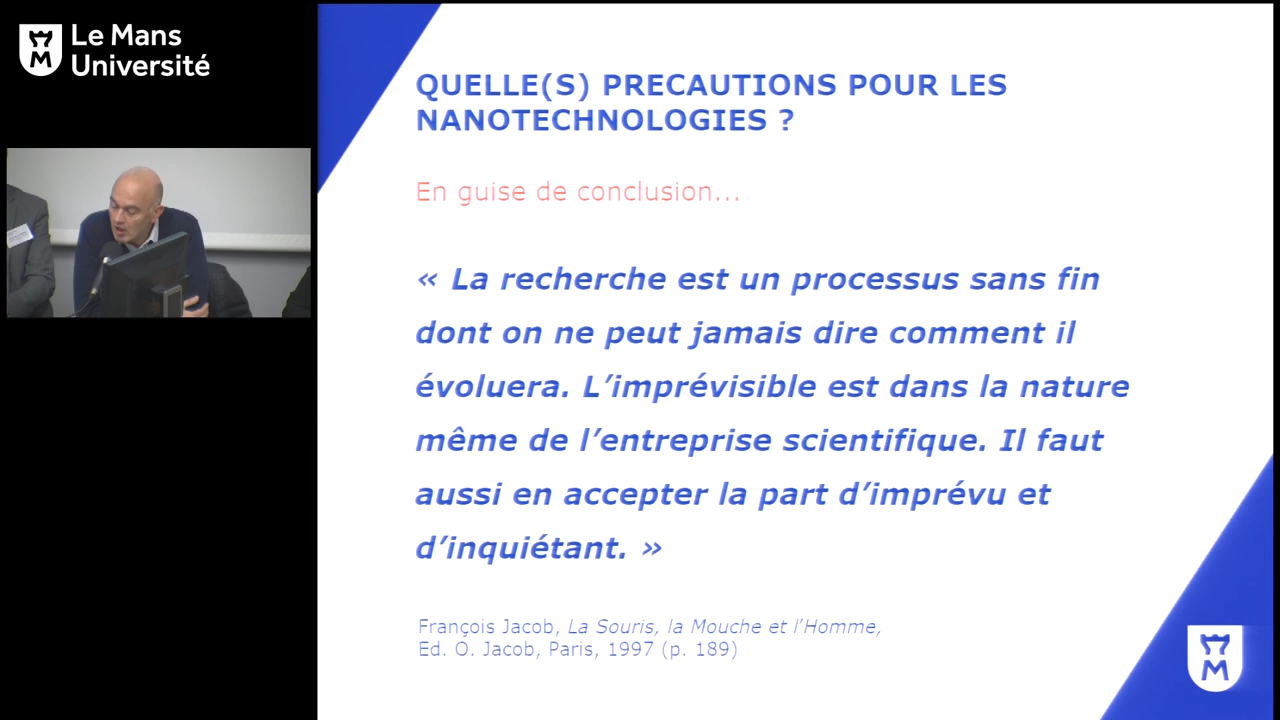 Le Mans
Université
QUELLE(S) PRECAUTIONS POUR LES
NANOTECHNOLOGIES ?
En guise de conclusion...
« La recherche est un processus sans fin
dont on ne peut jamais dire comment il
évoluera. L’imprévisible est dans la nature
même de l’entreprise scientifique. Il faut
aussi en accepter la part d’imprévu et
d’inquiétant. »
François Jacob, La Souris, la Mouche et l’Homme,
Ed. O. Jacob, Paris, 1997 (p. 189)
M